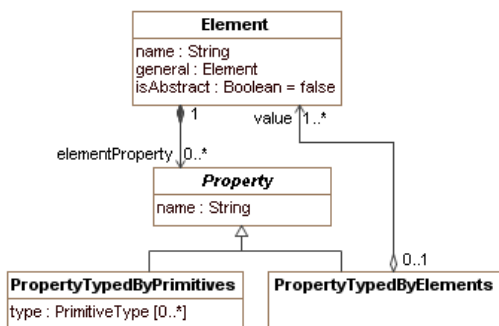 Element
name : String
general : Element
isAbstract : Boolean = false
1
value 1..*
elementProperty 0..*
Property
name : String
0..1
PropertyTypedByPrimitives
type : PrimitiveType [0..*]
PropertyTypedByElements